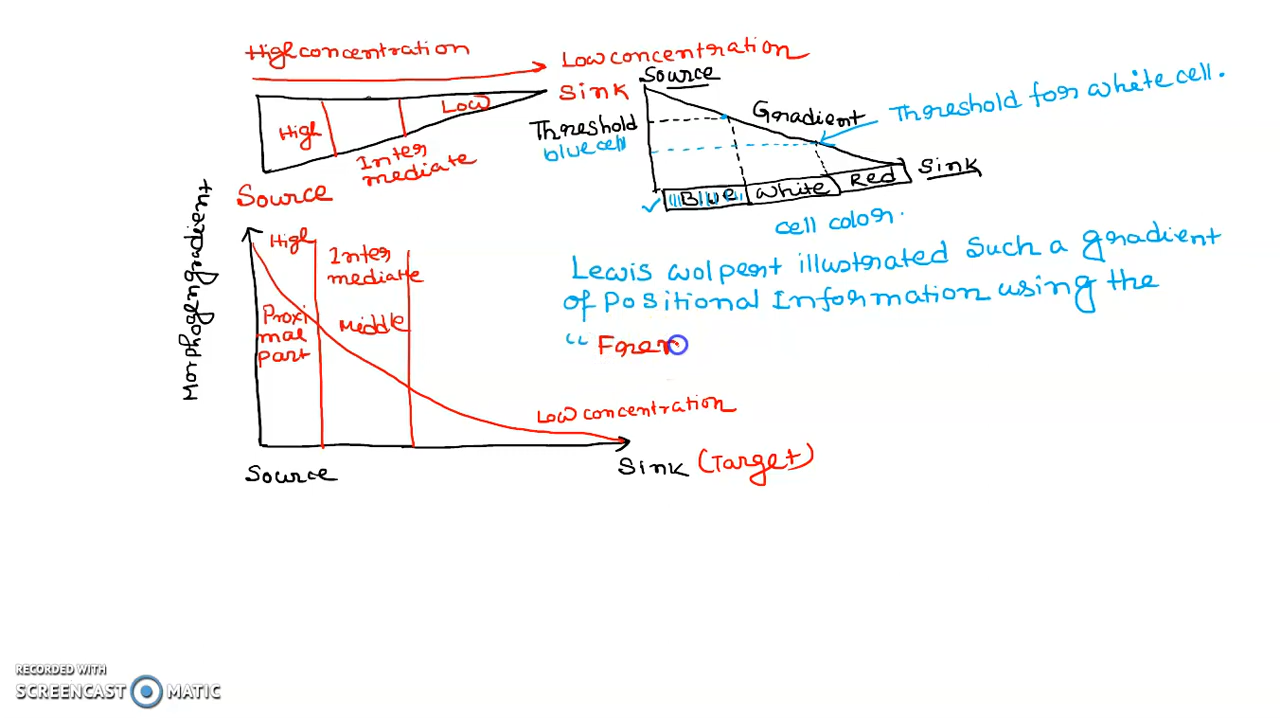 High concentration
Low concentration
Sink
High
Inter
mediate
Low
Source
Source
Threshold
blue cell
Gradient
Threshold for white cell.
Sink
Blue
White
Red
cell color.
Lewis wolpert illustrated Such a gradient
of Positional Information using the
“
Morphogen gradient
High
Inter
mediate
Proxi
mal
part
Middle
Low concentration
Source
Sink (Target)
RECORDED WITH
SCREENCAST MATIC